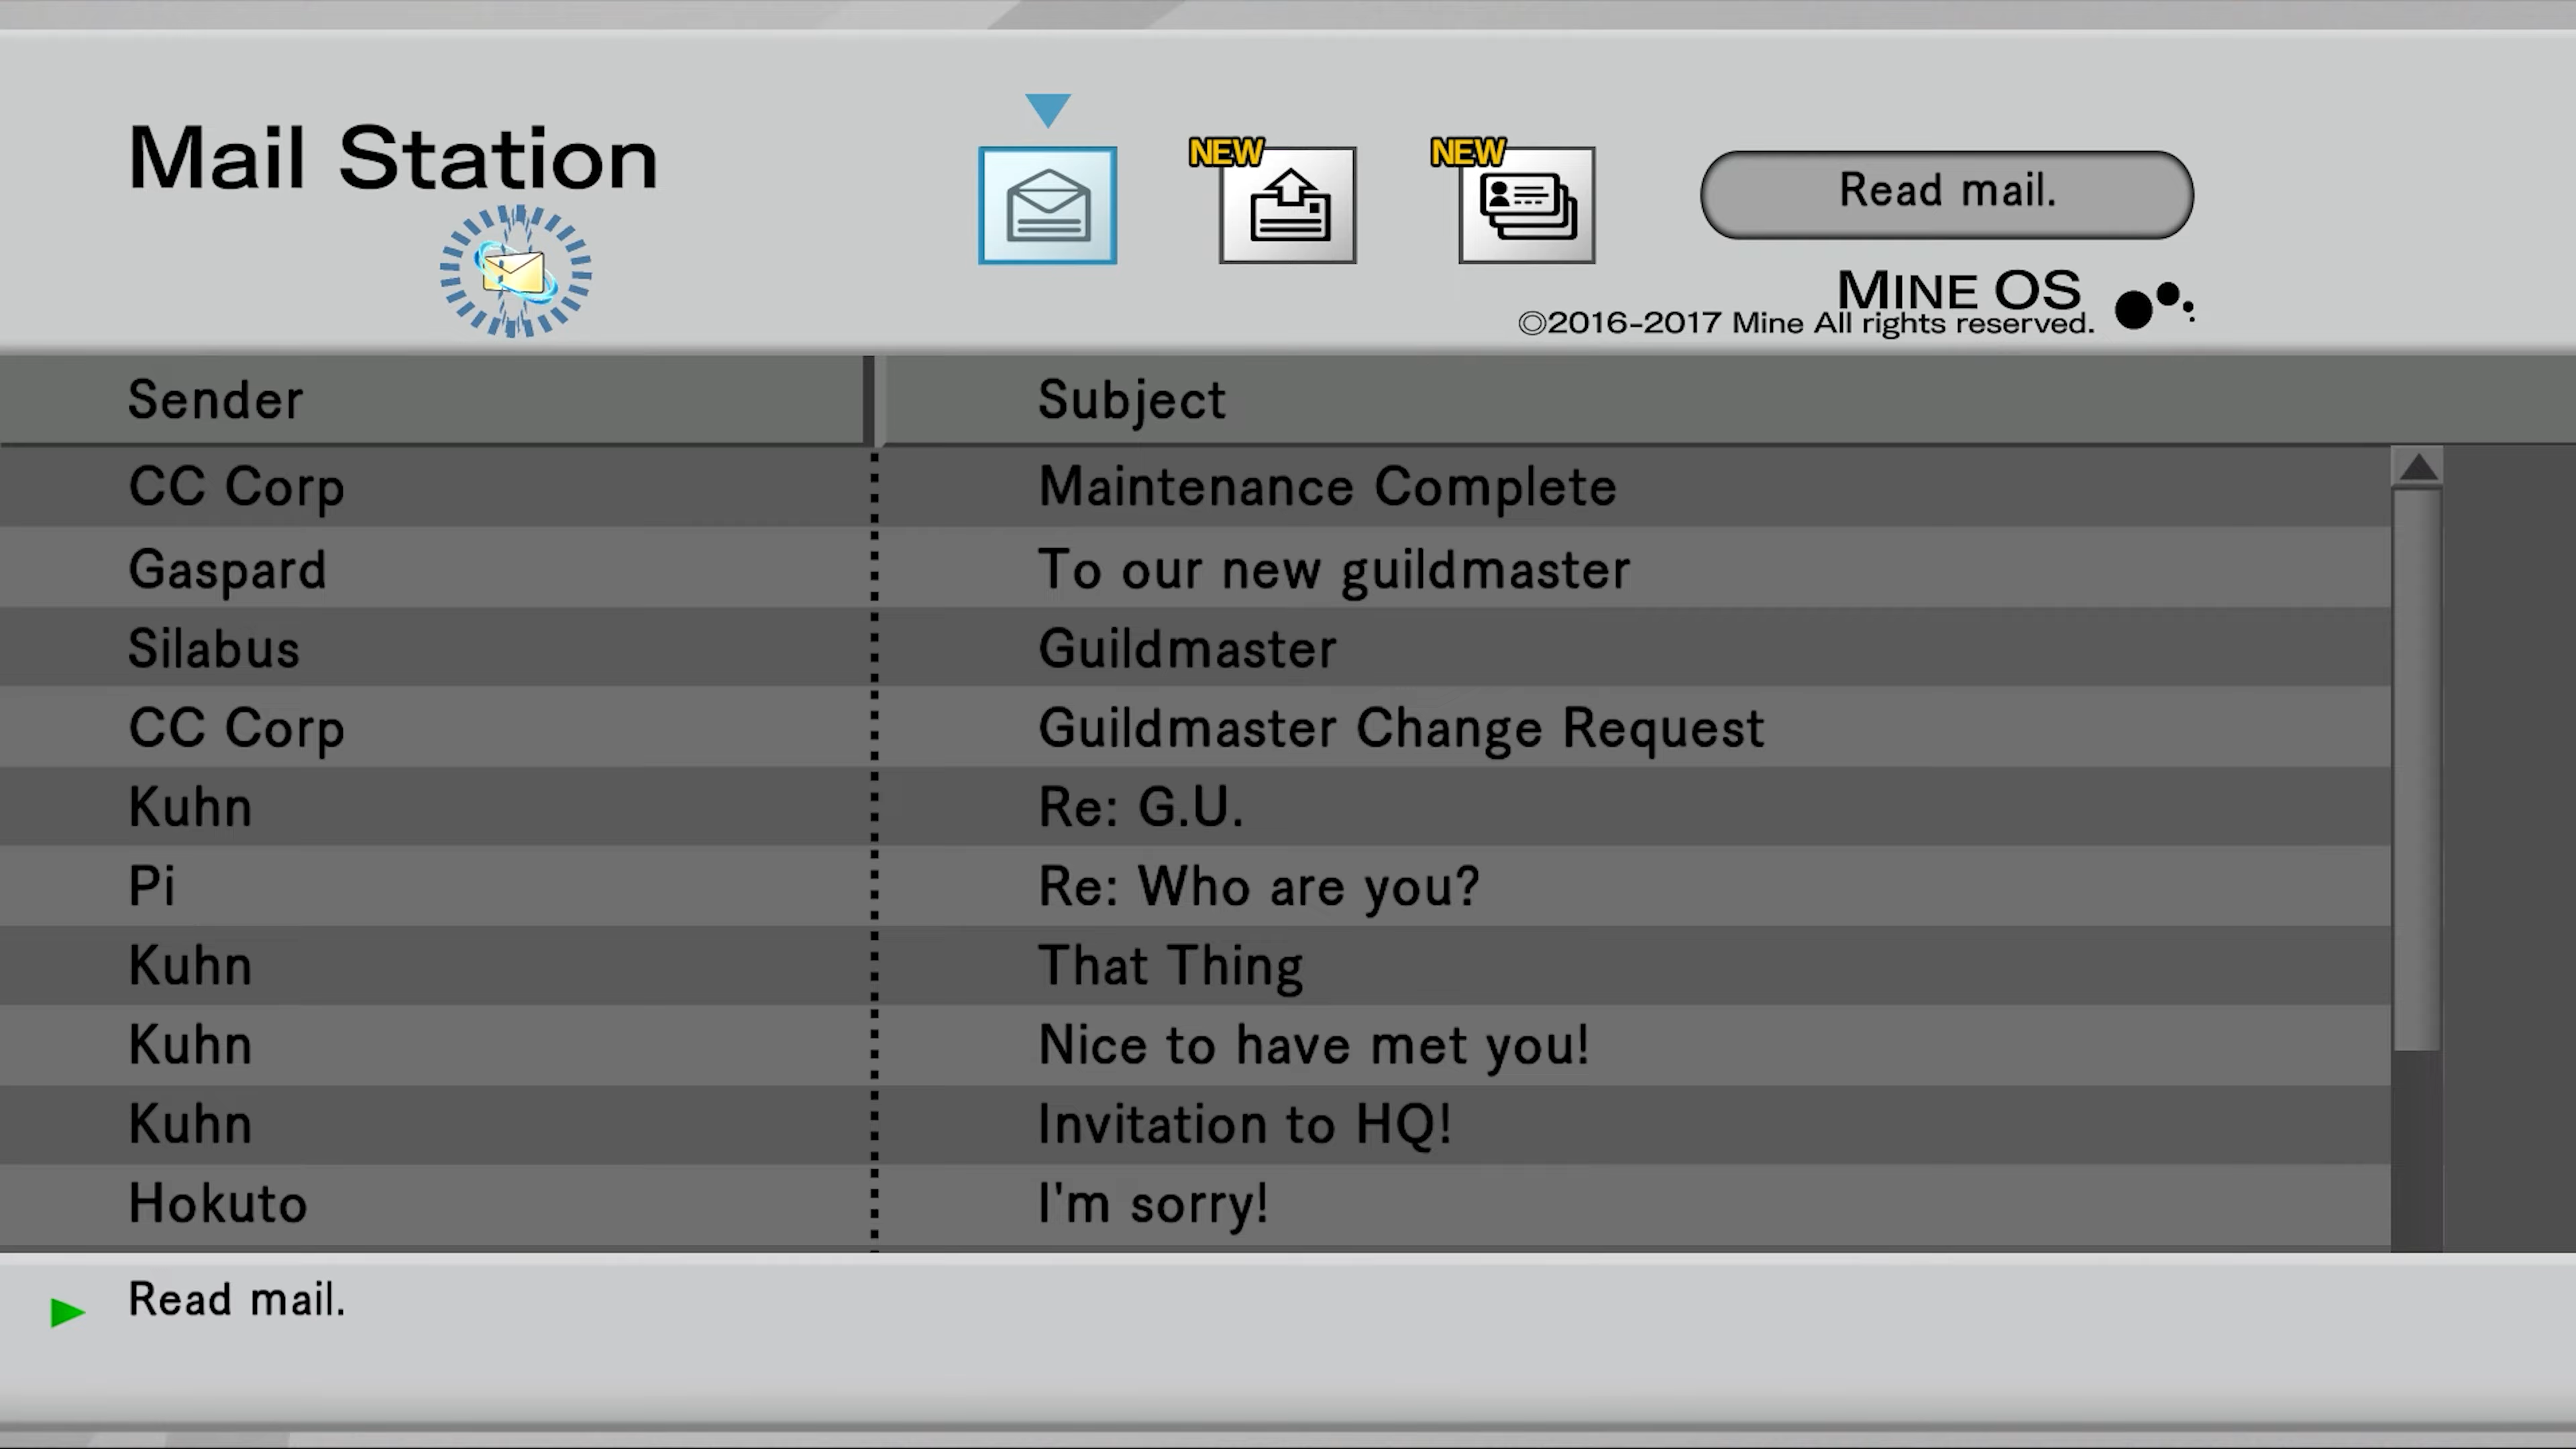 Mail Station
NEW
NEW
Read mail.
MINE OS
©2016-2017 Mine All rights reserved.
Sender Subject
CC Corp Maintenance Complete
Gaspard To our new guildmaster
Silabus Guildmaster
CC Corp Guildmaster Change Request
Kuhn Re: G.U.
Pi Re: Who are you?
Kuhn That Thing
Kuhn Nice to have met you!
Kuhn Invitation to HQ!
Hokuto I'm sorry!
Read mail.